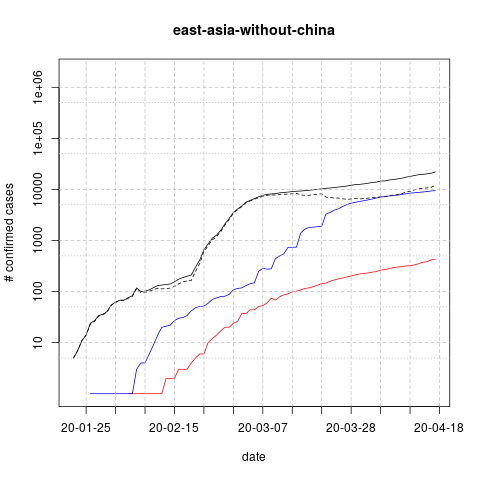 east-asia-without-china
# confirmed cases
1e+06
1e+05
10000
1000
100
10
20-01-25 20-02-15 20-03-07 20-03-28 20-04-18
date